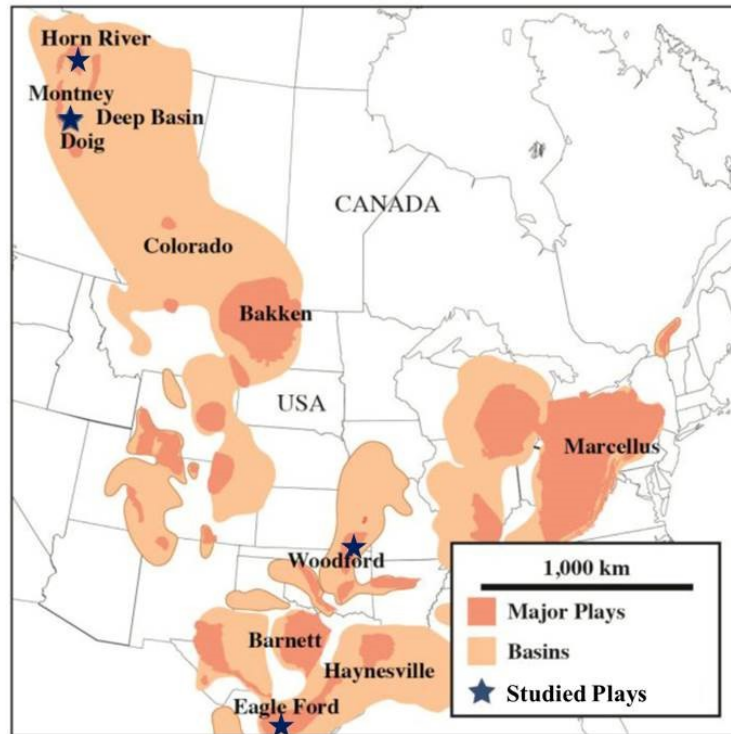 Horn River
Montney
Deep Basin
Doig
CANADA
Colorado
Bakken
USA
Marcellus
Woodford
1,000 km
Major Plays
Barnett
Basins
Haynesville
Studied Plays
Eagle Ford